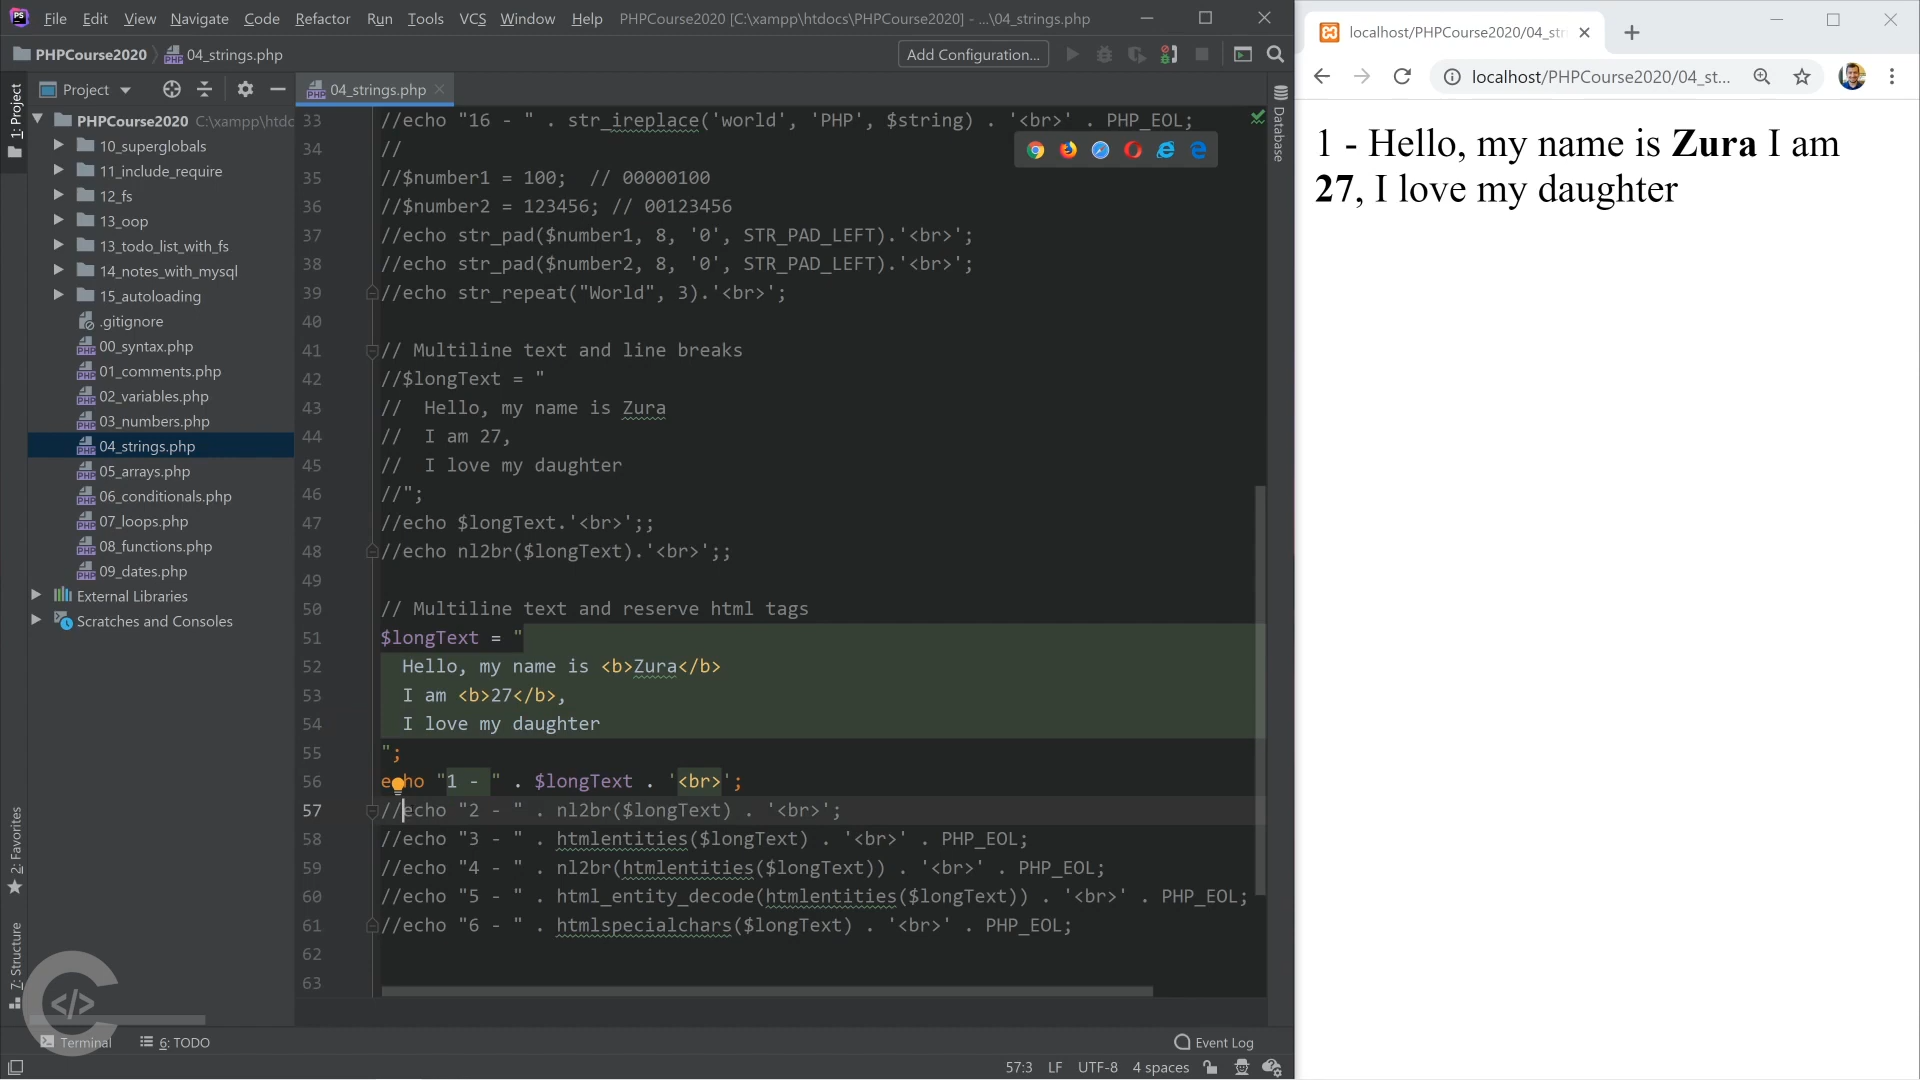 File Edit View Navigate Code Refactor Run Tools VCS Window Help PHPCourse2020 [C:\xampp\htdocs\PHPCourse2020] - ...\04_strings.php
PHPCourse2020 04_strings.php Add Configuration...
Project 04_strings.php
1: Project
PHPCourse2020 C:\xampp\htdc
10_superglobals
11_include_require
12_fs
13_oop
13_todo_list_with_fs
14_notes_with_mysql
15_autoloading
.gitignore
00_syntax.php
01_comments.php
02_variables.php
03_numbers.php
04_strings.php
05_arrays.php
06_conditionals.php
07_loops.php
08_functions.php
09_dates.php
External Libraries
Scratches and Consoles
2: Favorites
7: Structure
33 //echo "16 - " . str_ireplace('world', 'PHP', $string) . '<br>' . PHP_EOL;
34 //
35 //$number1 = 100;  // 00000100
36 //$number2 = 123456; // 00123456
37 //echo str_pad($number1, 8, '0', STR_PAD_LEFT).'<br>';
38 //echo str_pad($number2, 8, '0', STR_PAD_LEFT).'<br>';
39 //echo str_repeat("World", 3).'<br>';
40
41 // Multiline text and line breaks
42 //$longText = "
43 //  Hello, my name is Zura
44 //  I am 27,
45 //  I love my daughter
46 //";
47 //echo $longText.'<br>';;
48 //echo nl2br($longText).'<br>';;
49
50 // Multiline text and reserve html tags
51 $longText = "
52   Hello, my name is <b>Zura</b>
53   I am <b>27</b>,
54   I love my daughter
55 ";
56 echo "1 - " . $longText . '<br>';
57 //echo "2 - " . nl2br($longText) . '<br>';
58 //echo "3 - " . htmlentities($longText) . '<br>' . PHP_EOL;
59 //echo "4 - " . nl2br(htmlentities($longText)) . '<br>' . PHP_EOL;
60 //echo "5 - " . html_entity_decode(htmlentities($longText)) . '<br>' . PHP_EOL;
61 //echo "6 - " . htmlspecialchars($longText) . '<br>' . PHP_EOL;
62
63
Database
Terminal 6: TODO Event Log
57:3 LF UTF-8 4 spaces
localhost/PHPCourse2020/04_str
localhost/PHPCourse2020/04_st...
1 - Hello, my name is Zura I am
27, I love my daughter